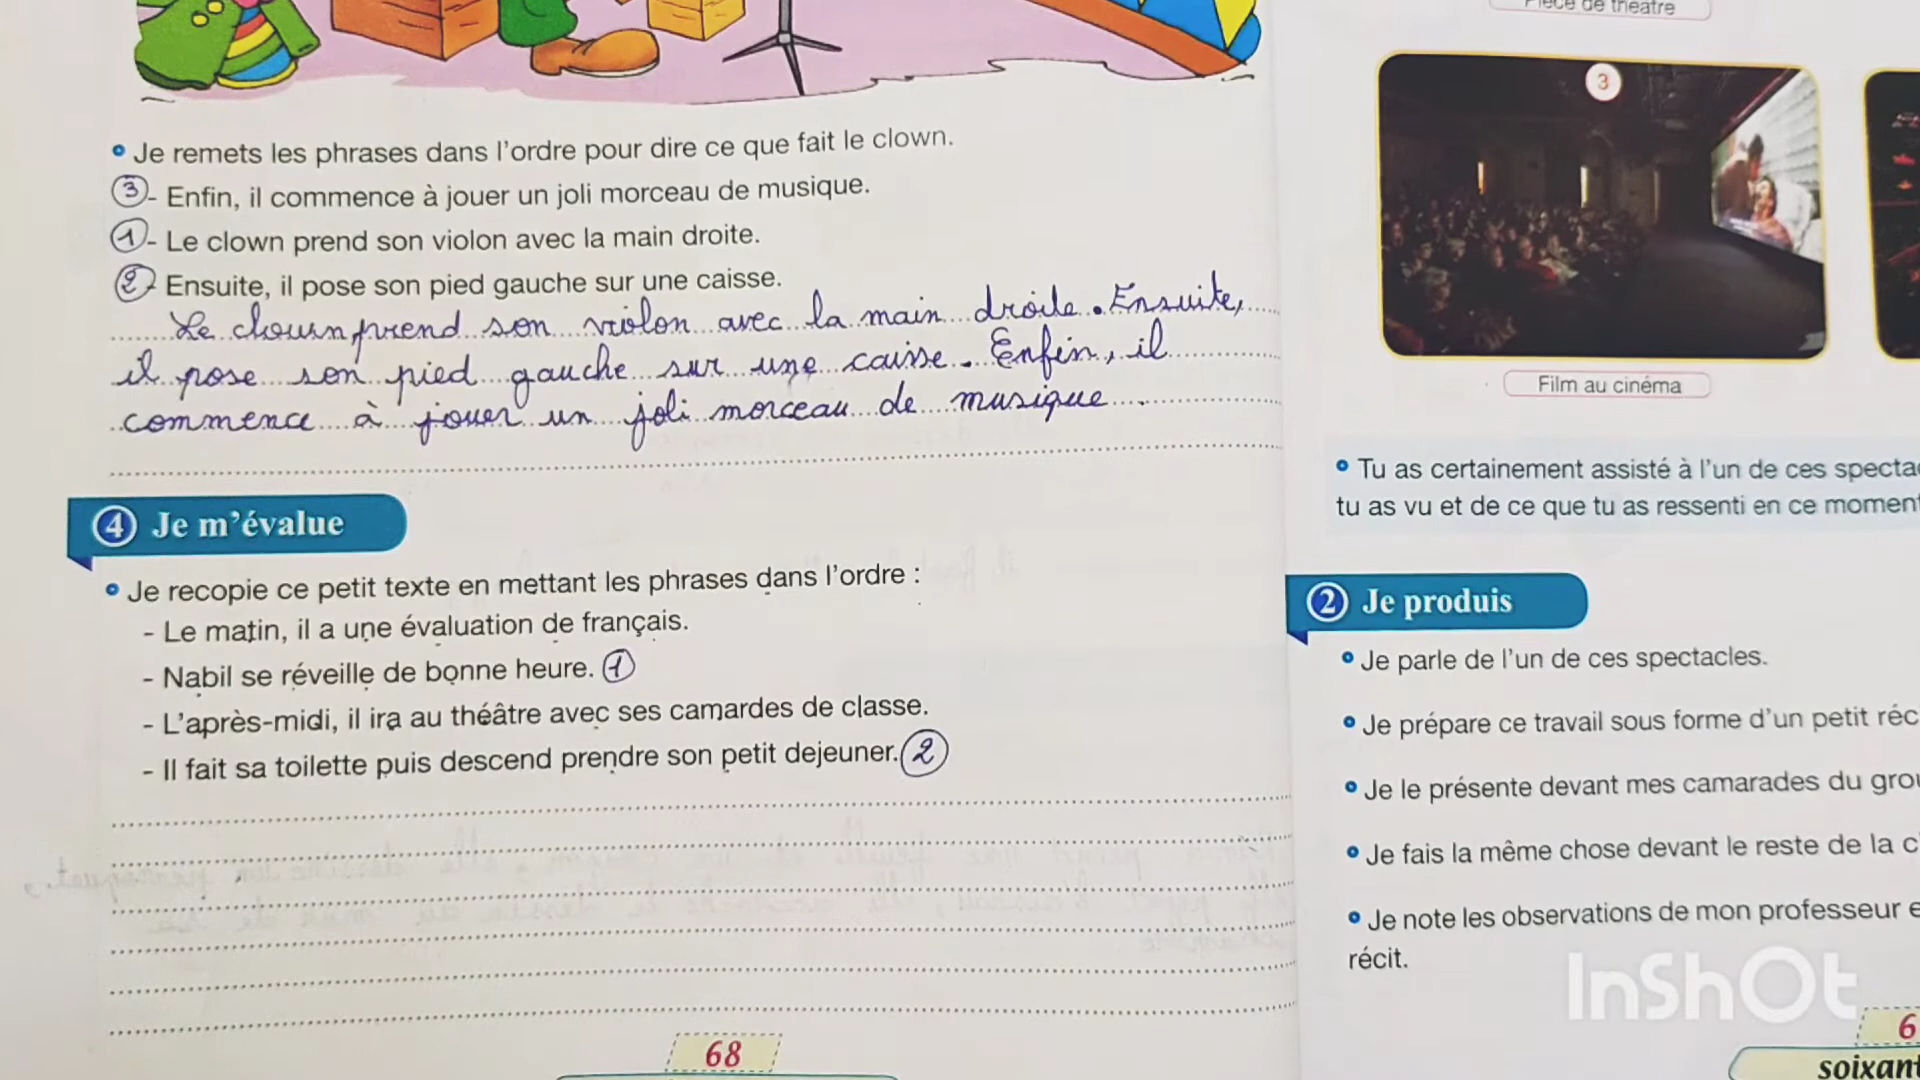 • Je remets les phrases dans l'ordre pour dire ce que fait le clown.
3 - Enfin, il commence à jouer un joli morceau de musique.
1 - Le clown prend son violon avec la main droite.
2 - Ensuite, il pose son pied gauche sur une caisse.
Le clown prend son violon avec la main droite. Ensuite,
il pose son pied gauche sur une caisse. Enfin, il
commence à jouer un joli morceau de musique.
4 Je m'évalue
• Je recopie ce petit texte en mettant les phrases dans l'ordre :
- Le matin, il a une évaluation de français.
- Nabil se réveille de bonne heure. 1
- L'après-midi, il ira au théâtre avec ses camardes de classe.
- Il fait sa toilette puis descend prendre son petit dejeuner. 2
68
Pièce de théâtre
3
Film au cinéma
• Tu as certainement assisté à l'un de ces specta
tu as vu et de ce que tu as ressenti en ce moment
2 Je produis
• Je parle de l'un de ces spectacles.
• Je prépare ce travail sous forme d'un petit réc
• Je le présente devant mes camarades du grou
• Je fais la même chose devant le reste de la c
• Je note les observations de mon professeur e
récit.
InShOt
6
soixant